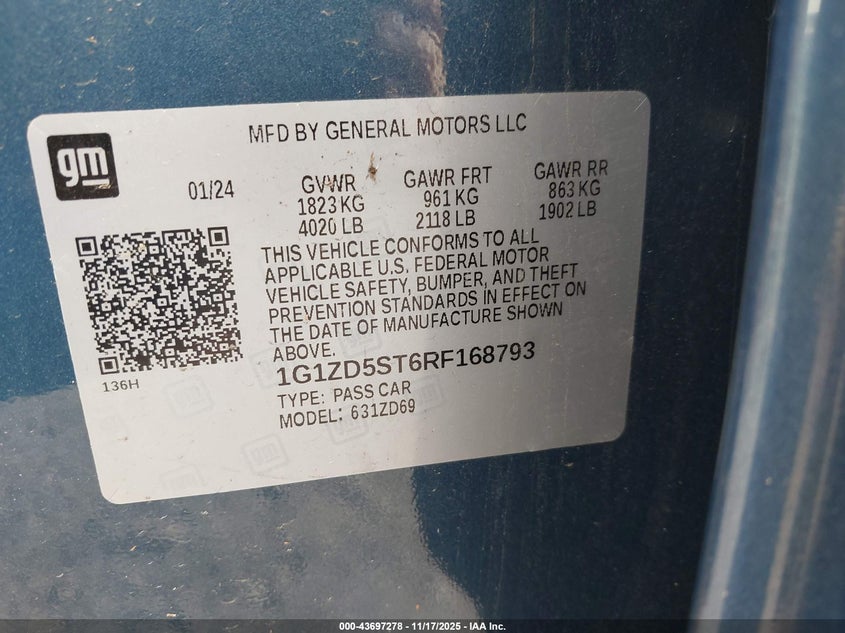 gm
MFD BY GENERAL MOTORS LLC
01/24
GVWR
1823 KG
4020 LB
GAWR FRT
961 KG
2118 LB
GAWR RR
863 KG
1902 LB
THIS VEHICLE CONFORMS TO ALL
APPLICABLE U.S. FEDERAL MOTOR
VEHICLE SAFETY, BUMPER, AND THEFT
PREVENTION STANDARDS IN EFFECT ON
THE DATE OF MANUFACTURE SHOWN
ABOVE.
136H
1G1ZD5ST6RF168793
TYPE: PASS CAR
MODEL: 631ZD69
000-43697278 - 11/17/2025 - IAA Inc.